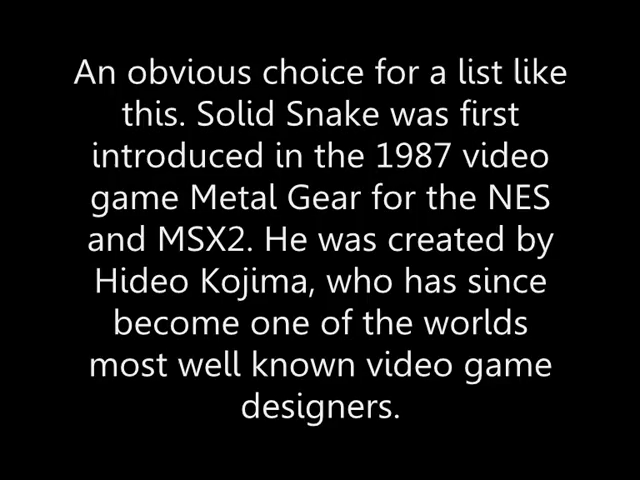 An obvious choice for a list like
this. Solid Snake was first
introduced in the 1987 video
game Metal Gear for the NES
and MSX2. He was created by
Hideo Kojima, who has since
become one of the worlds
most well known video game
designers.